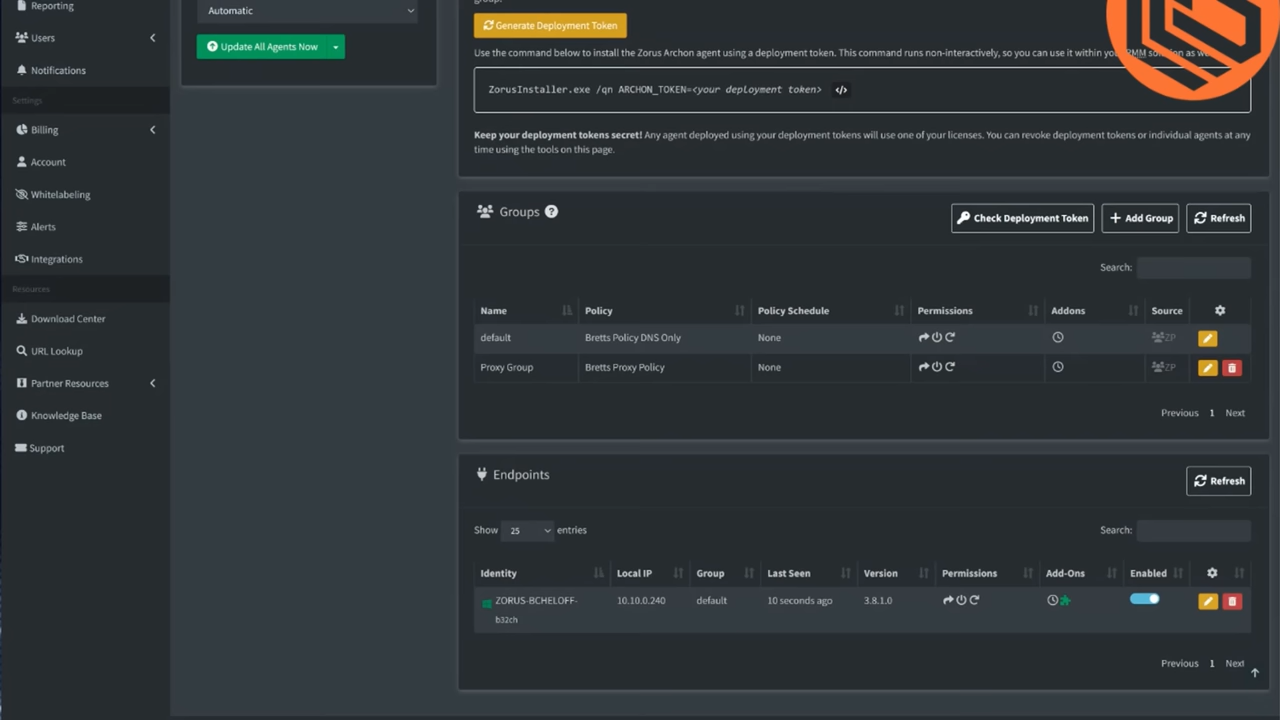 Reporting
Users
Notifications
Settings
Billing
Account
Whitelabeling
Alerts
Integrations
Resources
Download Center
URL Lookup
Partner Resources
Knowledge Base
Support
Automatic
Update All Agents Now
group.
Generate Deployment Token
Use the command below to install the Zorus Archon agent using a deployment token. This command runs non-interactively, so you can use it within your RMM solution as
ZorusInstaller.exe /qn ARCHON_TOKEN=<your deployment token> </>
Keep your deployment tokens secret! Any agent deployed using your deployment tokens will use one of your licenses. You can revoke deployment tokens or individual agents at any
time using the tools on this page.
Groups ?
Check Deployment Token + Add Group Refresh
Search:
Name Policy Policy Schedule Permissions Addons Source
default Bretts Policy DNS Only None ZP
Proxy Group Bretts Proxy Policy None ZP
Previous 1 Next
Endpoints
Refresh
Show 25 entries Search:
Identity Local IP Group Last Seen Version Permissions Add-Ons Enabled
ZORUS-BCHELOFF- 10.10.0.240 default 10 seconds ago 3.8.1.0
b32ch
Previous 1 Next